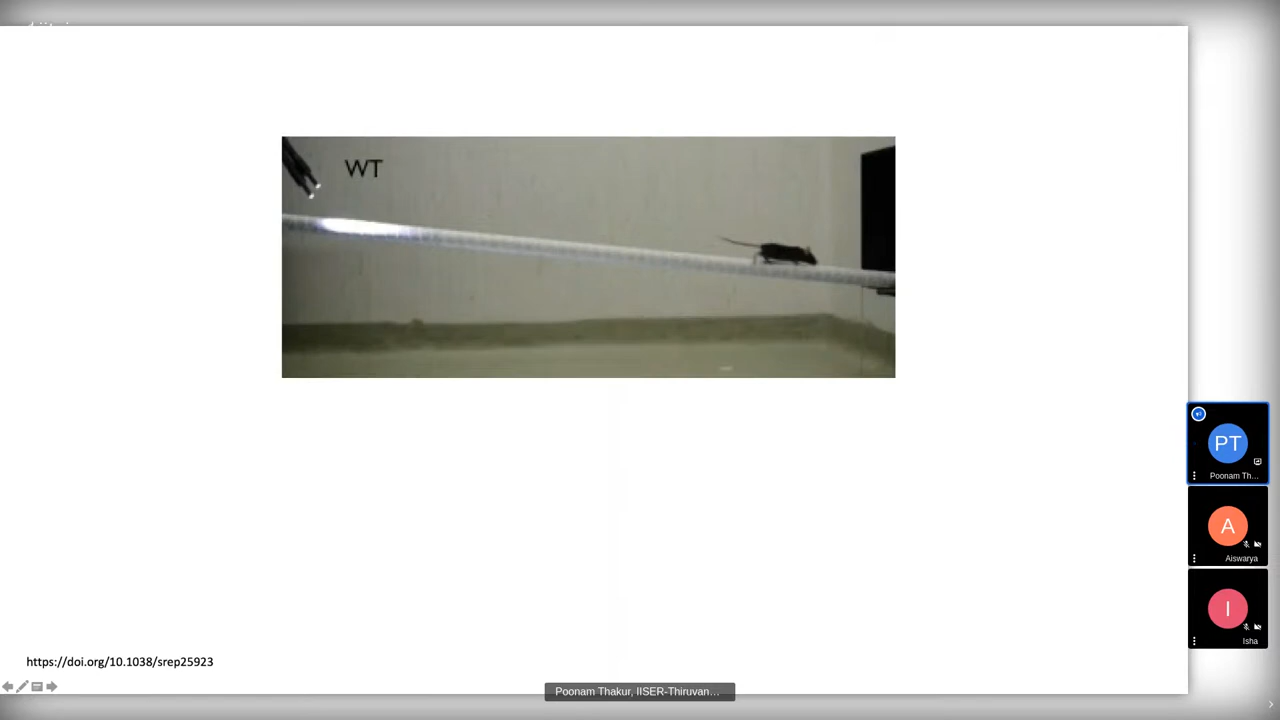 WT
PT
Poonam Th...
A
Aiswarya
I
Isha
https://doi.org/10.1038/srep25923
Poonam Thakur, IISER-Thiruvan...